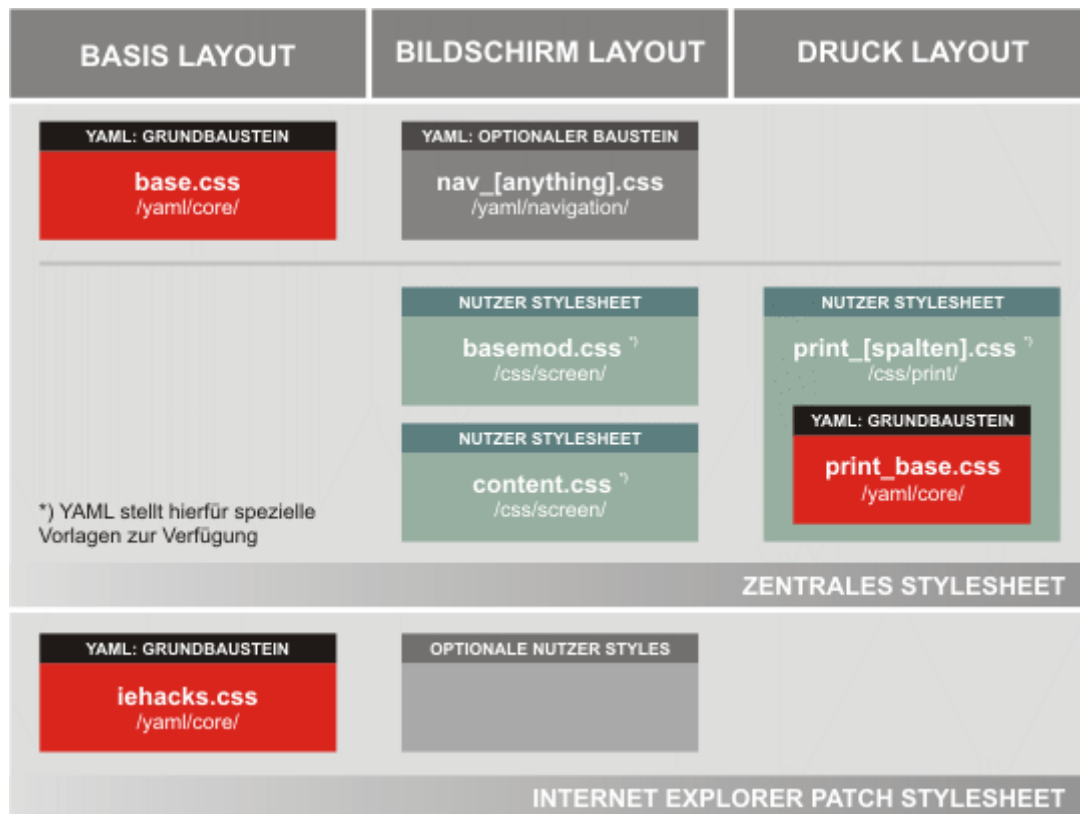 BASIS LAYOUT
BILDSCHIRM LAYOUT
DRUCK LAYOUT
YAML: GRUNDBAUSTEIN
base.css
/yaml/core/
YAML: OPTIONALER BAUSTEIN
nav_[anything].css
/yaml/navigation/
NUTZER STYLESHEET
basemod.css *)
/css/screen/
NUTZER STYLESHEET
content.css *)
/css/screen/
NUTZER STYLESHEET
print_[spalten].css *)
/css/print/
YAML: GRUNDBAUSTEIN
print_base.css
/yaml/core/
*) YAML stellt hierfür spezielle
Vorlagen zur Verfügung
ZENTRALES STYLESHEET
YAML: GRUNDBAUSTEIN
iehacks.css
/yaml/core/
OPTIONALE NUTZER STYLES
INTERNET EXPLORER PATCH STYLESHEET